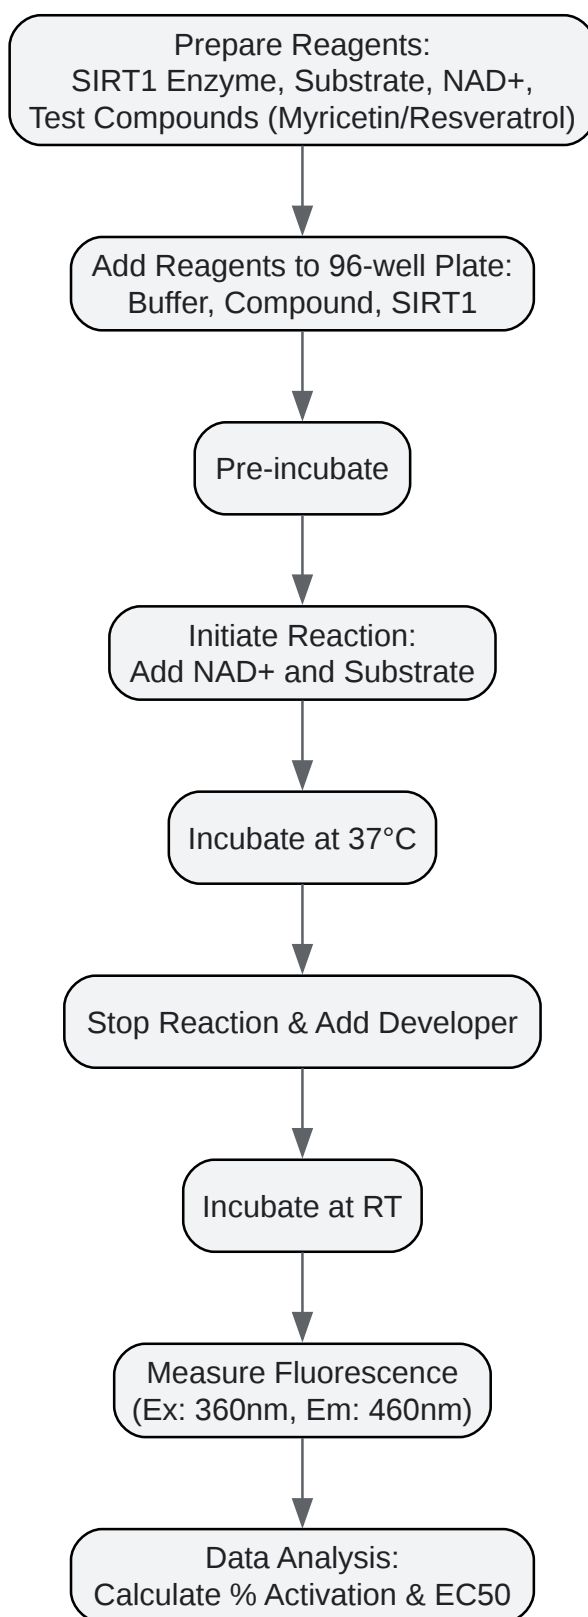 Prepare Reagents:
SIRT1 Enzyme, Substrate, NAD+,
Test Compounds (Myricetin/Resveratrol)
Add Reagents to 96-well Plate:
Buffer, Compound, SIRT1
Pre-incubate
Initiate Reaction:
Add NAD+ and Substrate
Incubate at 37°C
Stop Reaction & Add Developer
Incubate at RT
Measure Fluorescence
(Ex: 360nm, Em: 460nm)
Data Analysis:
Calculate % Activation & EC50